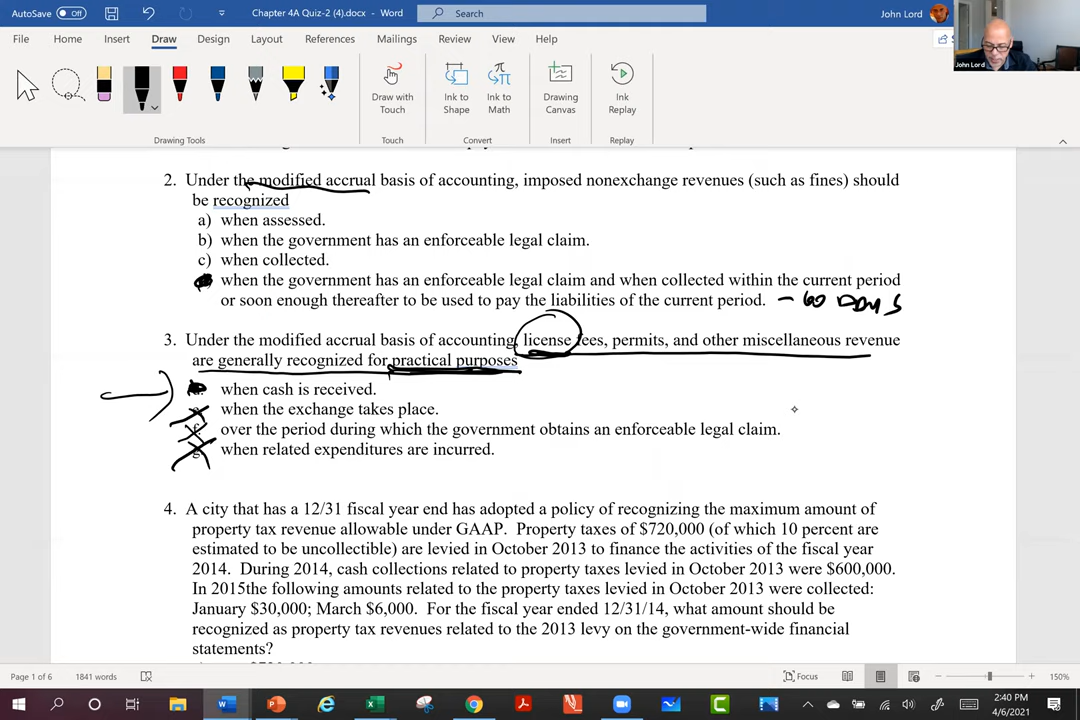 AutoSave Off
Chapter 4A Quiz-2 (4).docx - Word
Search
John Lord
File Home Insert Draw Design Layout References Mailings Review View Help
John Lord
Draw with Touch
Ink to Shape
Ink to Math
Drawing Canvas
Ink Replay
Drawing Tools Touch Convert Insert Replay
2. Under the modified accrual basis of accounting, imposed nonexchange revenues (such as fines) should
be recognized
a) when assessed.
b) when the government has an enforceable legal claim.
c) when collected.
when the government has an enforceable legal claim and when collected within the current period
or soon enough thereafter to be used to pay the liabilities of the current period. - 60 DAYS
3. Under the modified accrual basis of accounting, license fees, permits, and other miscellaneous revenue
are generally recognized for practical purposes
when cash is received.
when the exchange takes place.
over the period during which the government obtains an enforceable legal claim.
when related expenditures are incurred.
4. A city that has a 12/31 fiscal year end has adopted a policy of recognizing the maximum amount of
property tax revenue allowable under GAAP. Property taxes of $720,000 (of which 10 percent are
estimated to be uncollectible) are levied in October 2013 to finance the activities of the fiscal year
2014. During 2014, cash collections related to property taxes levied in October 2013 were $600,000.
In 2015the following amounts related to the property taxes levied in October 2013 were collected:
January $30,000; March $6,000. For the fiscal year ended 12/31/14, what amount should be
recognized as property tax revenues related to the 2013 levy on the government-wide financial
statements?
Page 1 of 6 1841 words
Focus
150%
2:40 PM
4/6/2021